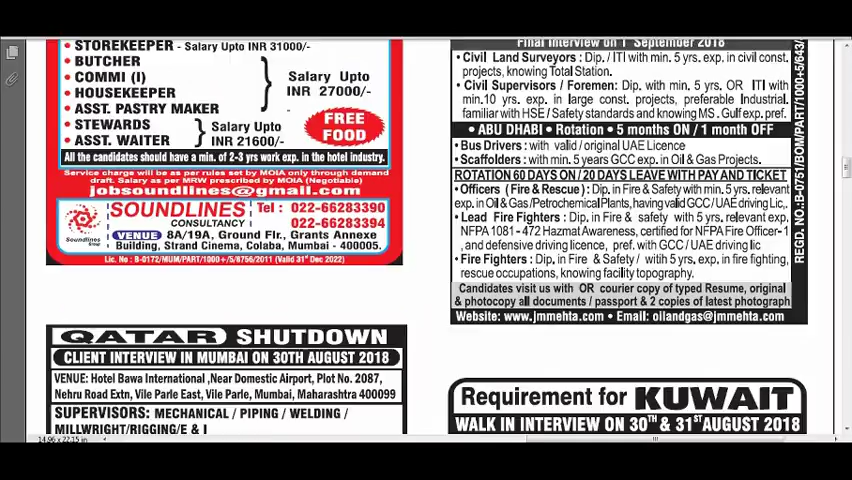 • STOREKEEPER - Salary Upto INR 31000/-
• BUTCHER
• COMMI (I)
• HOUSEKEEPER
• ASST. PASTRY MAKER
Salary Upto
INR 27000/-
• STEWARDS
• ASST. WAITER
Salary Upto
INR 21600/-
FREE
FOOD
All the candidates should have a min. of 2-3 yrs work exp. in the hotel industry.
Service charge will be as per rules set by MOIA only through demand
draft. Salary as per MRW prescribed by MOIA (Negotiable)
jobsoundlines@gmail.com
Soundlines
Group
SOUNDLINES
CONSULTANCY
Tel : 022-66283390
022-66283394
VENUE 8A/19A, Ground Flr., Grants Annexe
Building, Strand Cinema, Colaba, Mumbai - 400005.
Lic. No : B-0172/MUM/PART/1000+/5/8756/2011 (Valid 31st Dec 2022)
QATAR SHUTDOWN
CLIENT INTERVIEW IN MUMBAI ON 30TH AUGUST 2018
VENUE: Hotel Bawa International ,Near Domestic Airport, Plot No. 2087,
Nehru Road Extn, Vile Parle East, Vile Parle, Mumbai, Maharashtra 400099
SUPERVISORS: MECHANICAL / PIPING / WELDING /
MILLWRIGHT/RIGGING/E & I
Final Interview on 1st September 2018
• Civil Land Surveyors: Dip. / ITI with min. 5 yrs. exp. in civil const.
projects, knowing Total Station.
• Civil Supervisors / Foremen: Dip. with min. 5 yrs. OR ITI with
min.10 yrs. exp. in large const. projects, preferable Industrial,
familiar with HSE / Safety standards and knowing MS . Gulf exp. pref.
• ABU DHABI • Rotation • 5 months ON / 1 month OFF
• Bus Drivers: with valid / original UAE Licence
• Scaffolders: with min. 5 years GCC exp. in Oil & Gas Projects.
ROTATION 60 DAYS ON / 20 DAYS LEAVE WITH PAY AND TICKET
• Officers (Fire & Rescue) : Dip. in Fire & Safety with min. 5 yrs. relevant
exp. in Oil & Gas /Petrochemical Plants, having valid GCC / UAE driving Lic,.
• Lead Fire Fighters: Dip. in Fire & safety with 5 yrs. relevant exp.
NFPA 1081 - 472 Hazmat Awareness, certified for NFPA Fire Officer-1
, and defensive driving licence, pref. with GCC / UAE driving lic
• Fire Fighters: Dip. in Fire & Safety / with 5 yrs. exp. in fire fighting,
rescue occupations, knowing facility topography.
Candidates visit us with OR courier copy of typed Resume, original
& photocopy all documents / passport & 2 copies of latest photograph
Website: www.jmmehta.com • Email: oilandgas@jmmehta.com
REGD. NO.:B-0751/BOM/PART/1000+5/643/
Requirement for KUWAIT
WALK IN INTERVIEW ON 30TH & 31ST AUGUST 2018
14.96 x 22.15 in